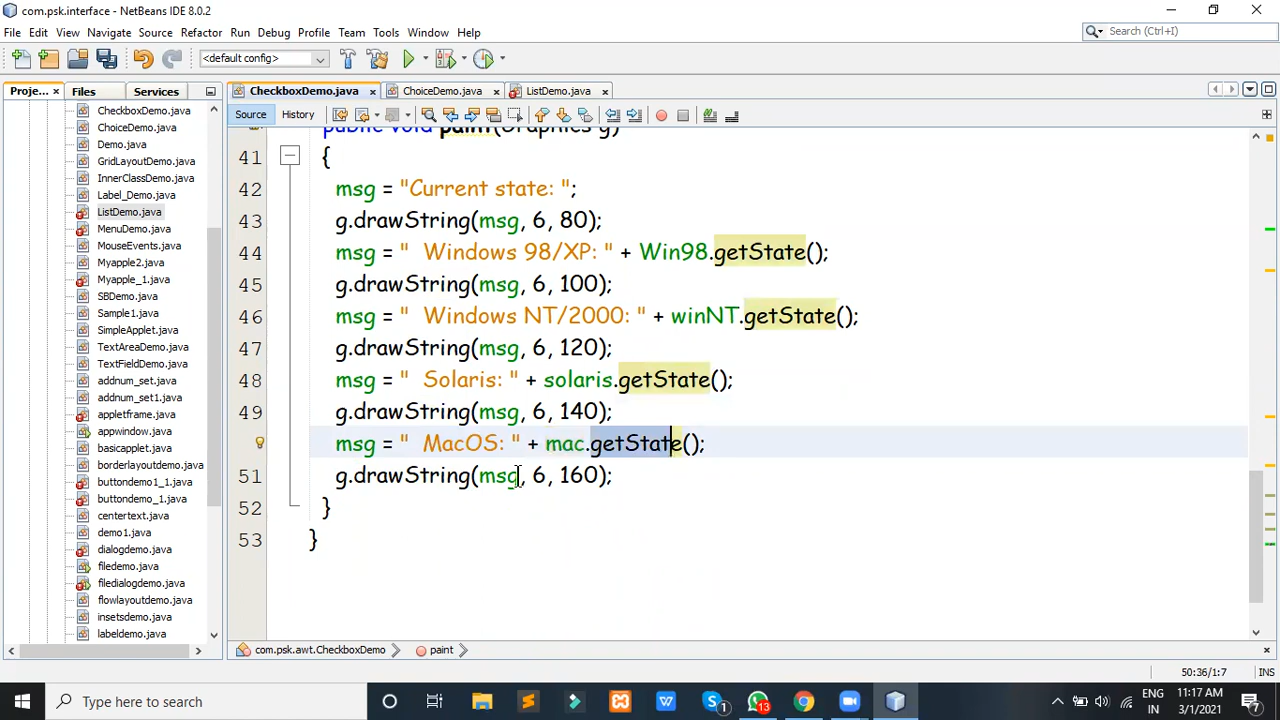 com.psk.interface - NetBeans IDE 8.0.2
File Edit View Navigate Source Refactor Run Debug Profile Team Tools Window Help
Search (Ctrl+I)
<default config>
Proje... Files Services
CheckboxDemo.java ChoiceDemo.java ListDemo.java
Source History
CheckboxDemo.java
ChoiceDemo.java
Demo.java
GridLayoutDemo.java
InnerClassDemo.java
Label_Demo.java
ListDemo.java
MenuDemo.java
MouseEvents.java
Myapple2.java
Myapple_1.java
SBDemo.java
Sample1.java
SimpleApplet.java
TextAreaDemo.java
TextFieldDemo.java
addnum_set.java
addnum_set1.java
appletframe.java
appwindow.java
basicapplet.java
borderlayoutdemo.java
buttondemo.java
buttondemo_1.java
centertext.java
demo1.java
dialogdemo.java
filedemo.java
filedialogdemo.java
flowlayoutdemo.java
insetsdemo.java
labeldemo.java
public void paint(Graphics g)
41 {
42 msg = "Current state: ";
43 g.drawString(msg, 6, 80);
44 msg = "  Windows 98/XP: " + Win98.getState();
45 g.drawString(msg, 6, 100);
46 msg = "  Windows NT/2000: " + winNT.getState();
47 g.drawString(msg, 6, 120);
48 msg = "  Solaris: " + solaris.getState();
49 g.drawString(msg, 6, 140);
msg = "  MacOS: " + mac.getState();
51 g.drawString(msg, 6, 160);
52 }
53 }
com.psk.awt.CheckboxDemo paint
50:36/1:7 INS
Type here to search
1
13
ENG
IN
11:17 AM
3/1/2021
7